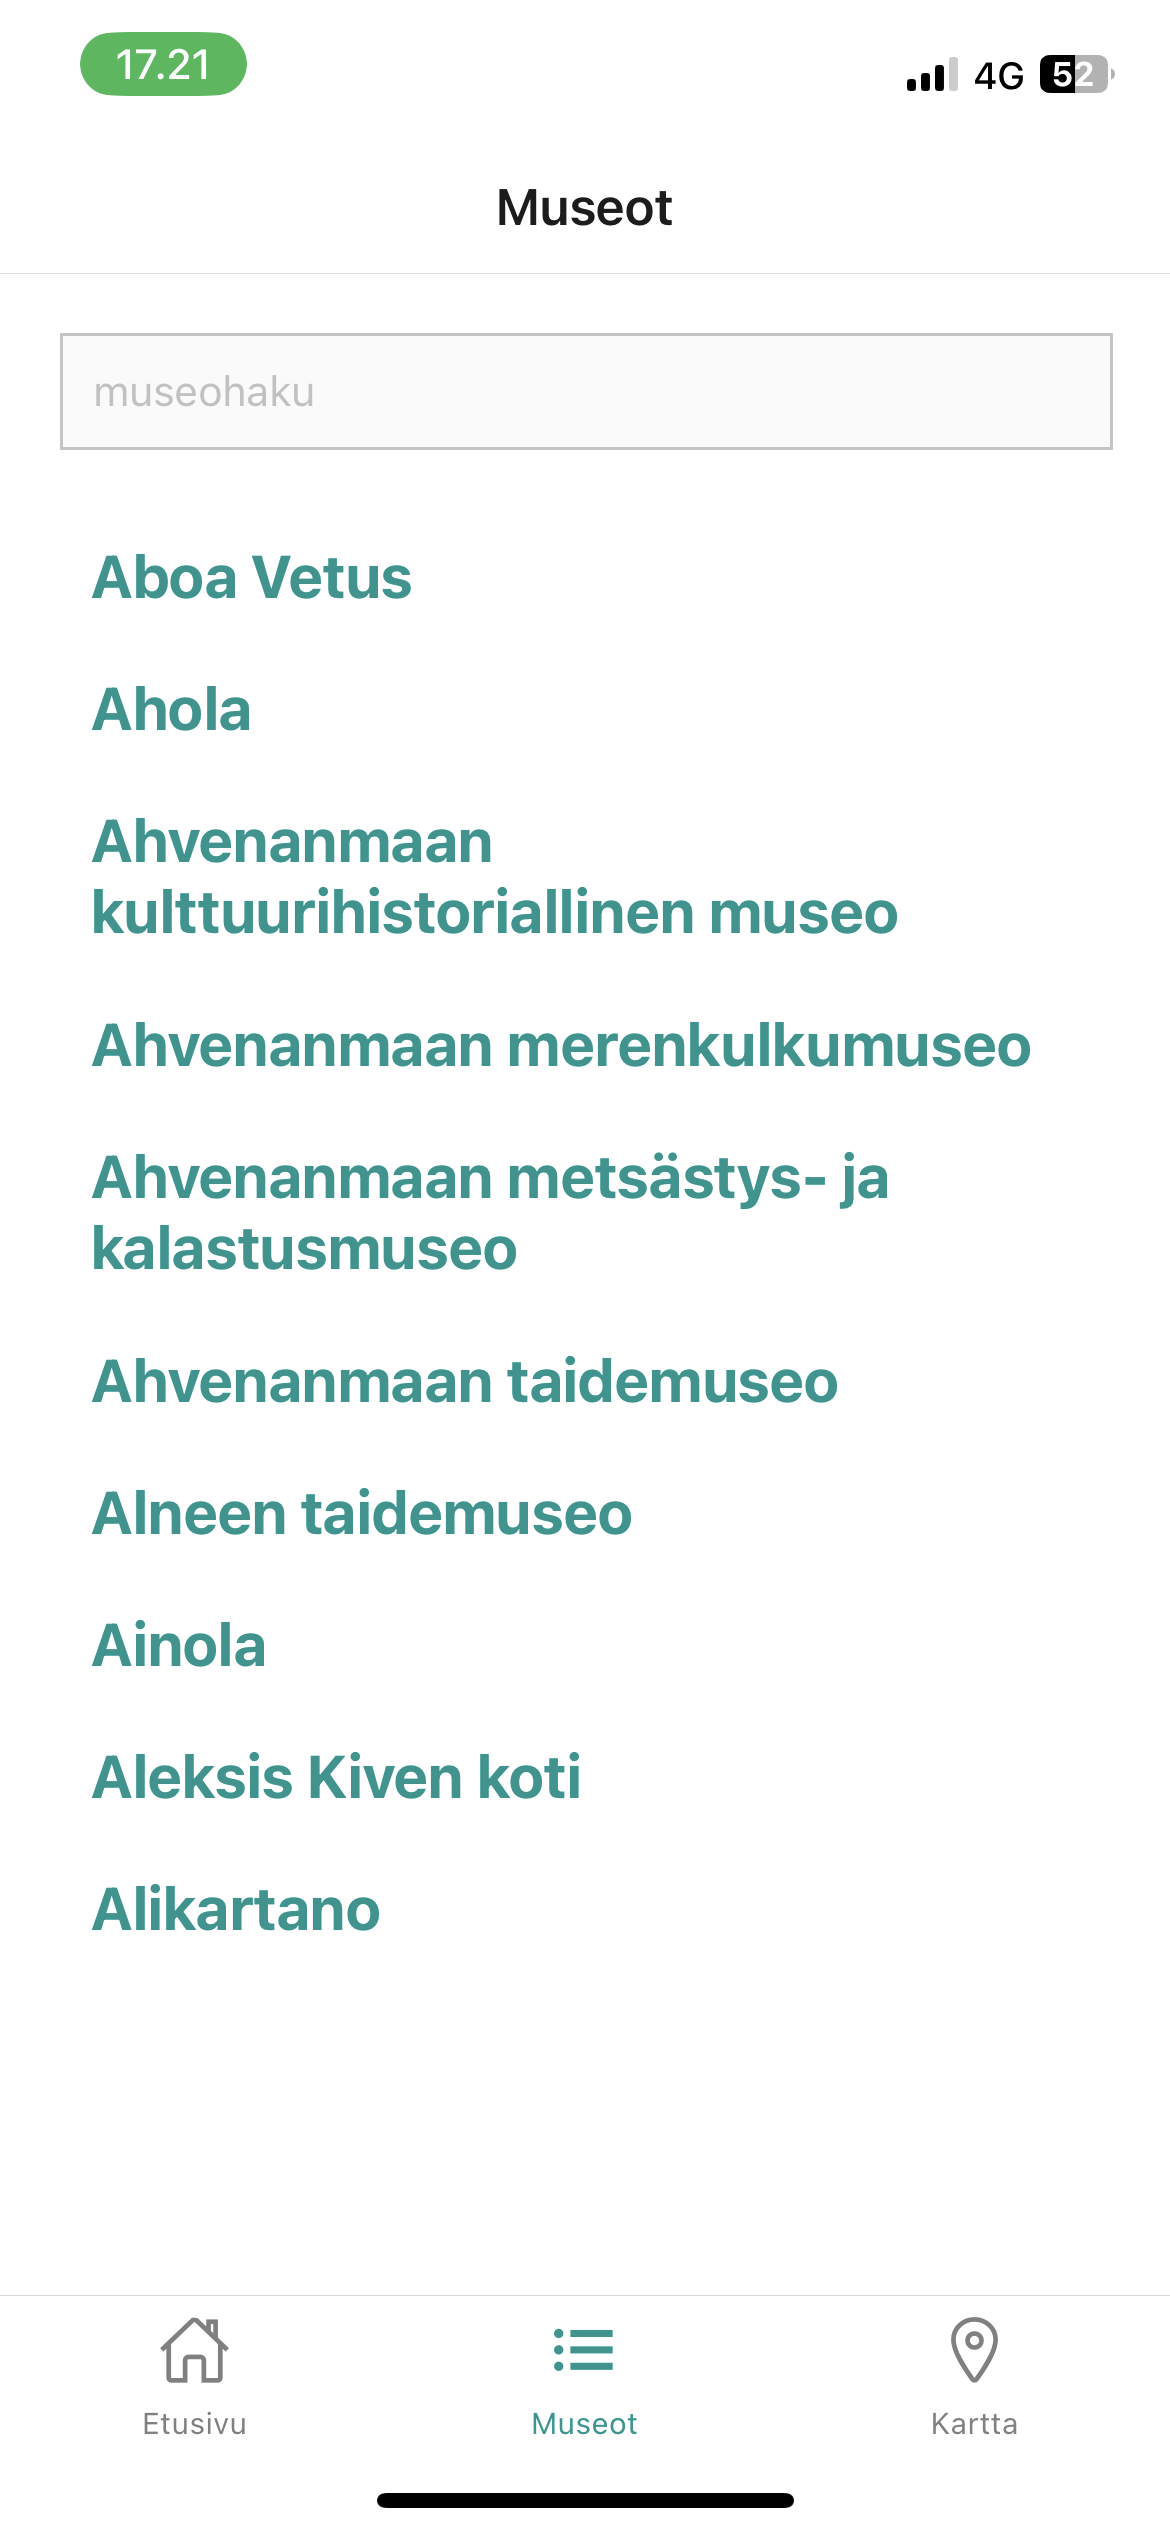 17.21
4G 52
Museot
museohaku
Aboa Vetus
Ahola
Ahvenanmaan
kulttuurihistoriallinen museo
Ahvenanmaan merenkulkumuseo
Ahvenanmaan metsästys- ja
kalastusmuseo
Ahvenanmaan taidemuseo
Alneen taidemuseo
Ainola
Aleksis Kiven koti
Alikartano
Etusivu Museot Kartta